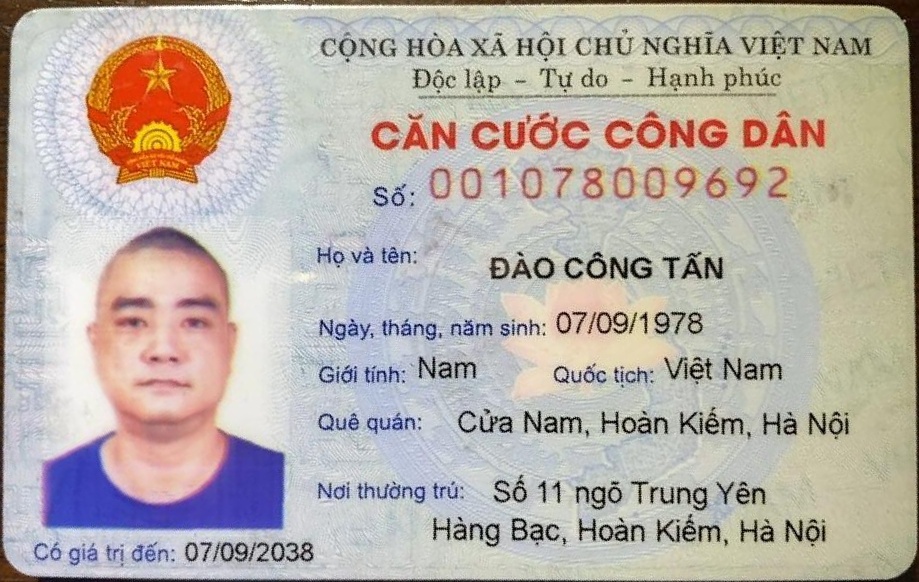 CỘNG HÒA XÃ HỘI CHỦ NGHĨA VIỆT NAM
Độc lập – Tự do – Hạnh phúc
CĂN CƯỚC CÔNG DÂN
Số: 001078009692
Họ và tên: ĐÀO CÔNG TẤN
Ngày, tháng, năm sinh: 07/09/1978
Giới tính: Nam Quốc tịch: Việt Nam
Quê quán: Cửa Nam, Hoàn Kiếm, Hà Nội
Nơi thường trú: Số 11 ngõ Trung Yên
Hàng Bạc, Hoàn Kiếm, Hà Nội
Có giá trị đến: 07/09/2038
VIỆT NAM